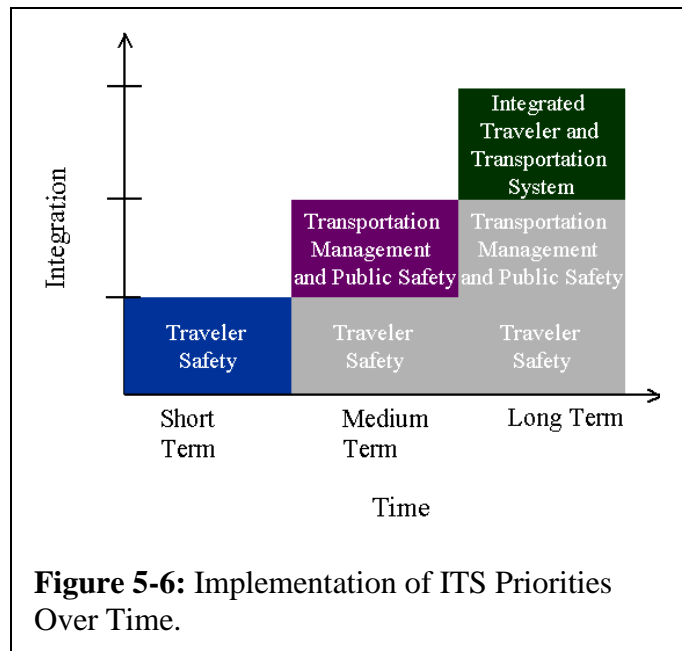 Integration
Integrated
Traveler and
Transportation
System
Transportation
Management
and Public Safety
Transportation
Management
and Public Safety
Traveler
Safety
Traveler
Safety
Traveler
Safety
Short
Term
Medium
Term
Long Term
Time
Figure 5-6: Implementation of ITS Priorities
Over Time.